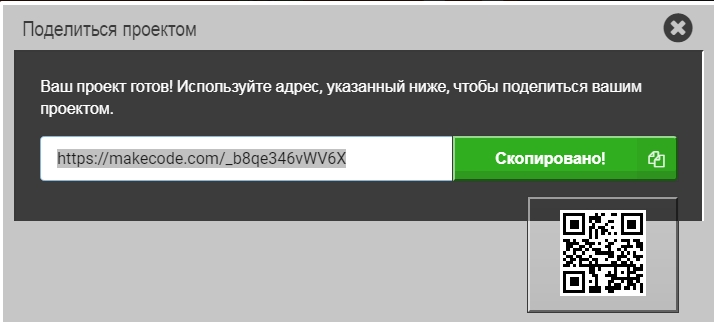 Поделиться проектом
Ваш проект готов! Используйте адрес, указанный ниже, чтобы поделиться вашим
проектом.
https://makecode.com/_b8qe346vWV6X
Скопировано!